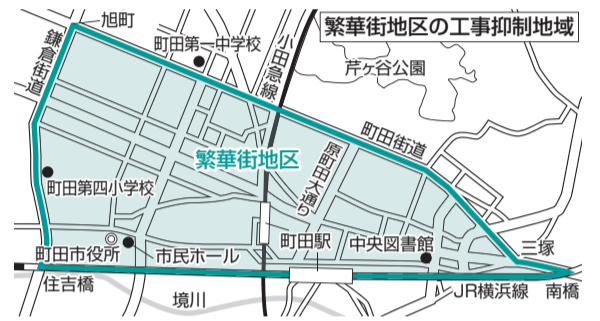 繁華街地区の工事抑制地域
旭町
鎌倉街道
町田第一中学校
小田急線
芹ヶ谷公園
町田街道
繁華街地区
原町田大通り
町田第四小学校
町田市役所
市民ホール
町田駅
中央図書館
三塚
住吉橋
境川
JR横浜線
南橋